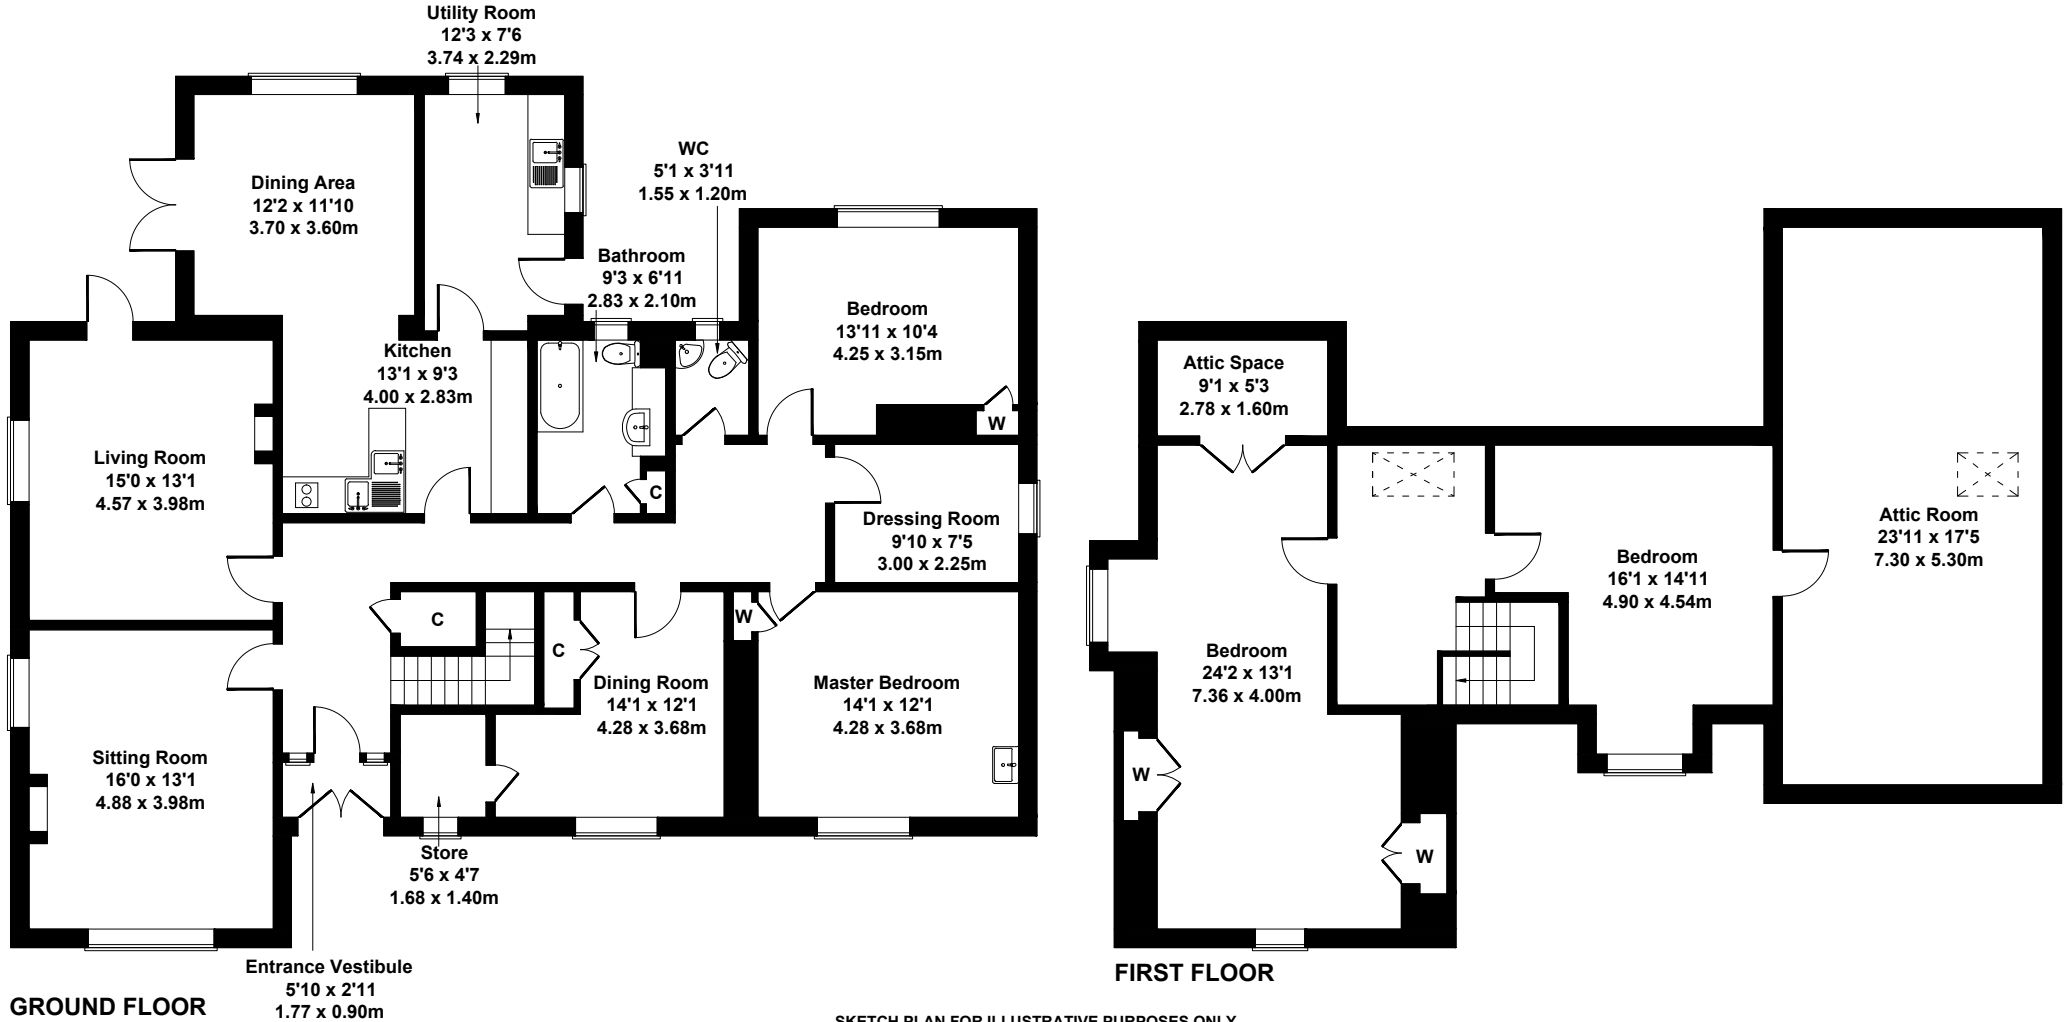 Utility Room
12'3 x 7'6
3.74 x 2.29m
WC
5'1 x 3'11
1.55 x 1.20m
Dining Area
12'2 x 11'10
3.70 x 3.60m
Bathroom
9'3 x 6'11
2.83 x 2.10m
Bedroom
13'11 x 10'4
4.25 x 3.15m
W
Kitchen
13'1 x 9'3
4.00 x 2.83m
Living Room
15'0 x 13'1
4.57 x 3.98m
C
Dressing Room
9'10 x 7'5
3.00 x 2.25m
C
C
W
Dining Room
14'1 x 12'1
4.28 x 3.68m
Master Bedroom
14'1 x 12'1
4.28 x 3.68m
Sitting Room
16'0 x 13'1
4.88 x 3.98m
Store
5'6 x 4'7
1.68 x 1.40m
Entrance Vestibule
5'10 x 2'11
1.77 x 0.90m
GROUND FLOOR
Attic Space
9'1 x 5'3
2.78 x 1.60m
Attic Room
23'11 x 17'5
7.30 x 5.30m
Bedroom
16'1 x 14'11
4.90 x 4.54m
Bedroom
24'2 x 13'1
7.36 x 4.00m
W
W
FIRST FLOOR
SKETCH PLAN FOR ILLUSTRATIVE PURPOSES ONLY